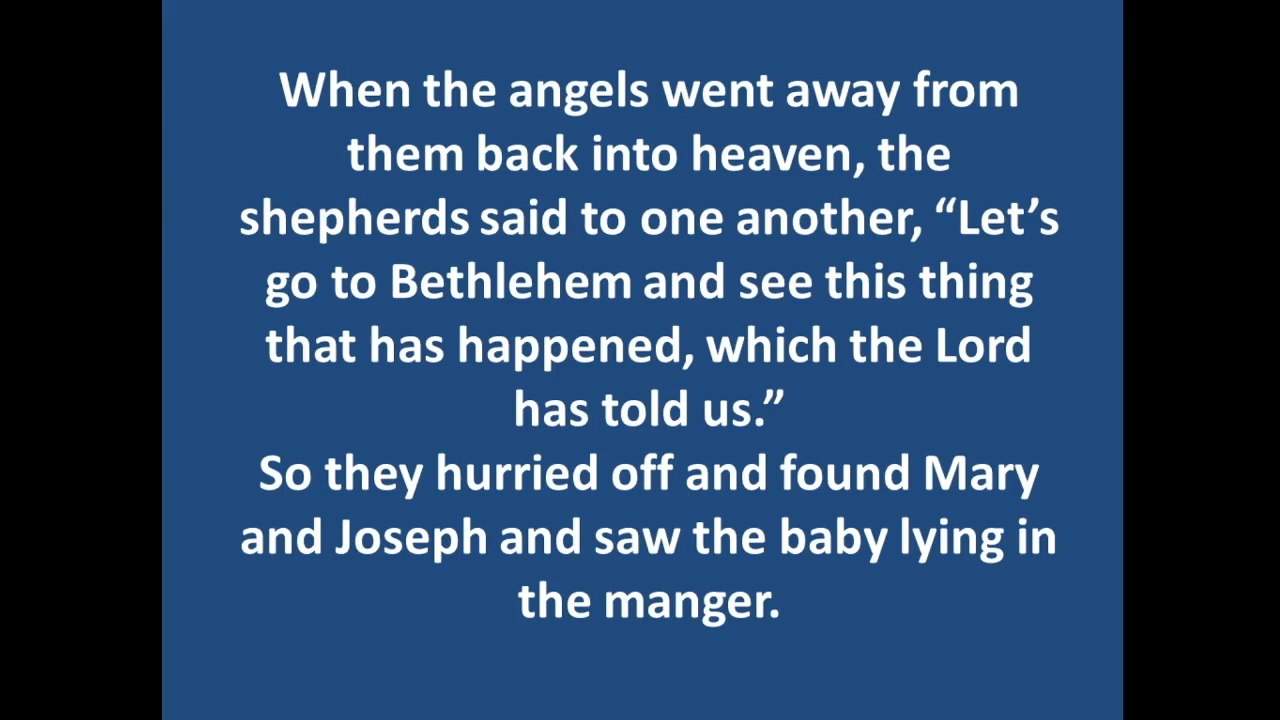 When the angels went away from
them back into heaven, the
shepherds said to one another, “Let’s
go to Bethlehem and see this thing
that has happened, which the Lord
has told us.”
So they hurried off and found Mary
and Joseph and saw the baby lying in
the manger.